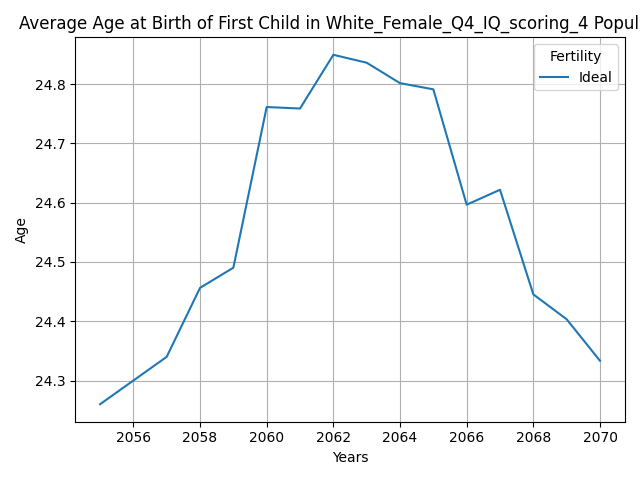 Average Age at Birth of First Child in White_Female_Q4_IQ_scoring_4 Popul
Fertility
Ideal
24.8
24.7
24.6
24.5
24.4
24.3
Age
2056 2058 2060 2062 2064 2066 2068 2070
Years